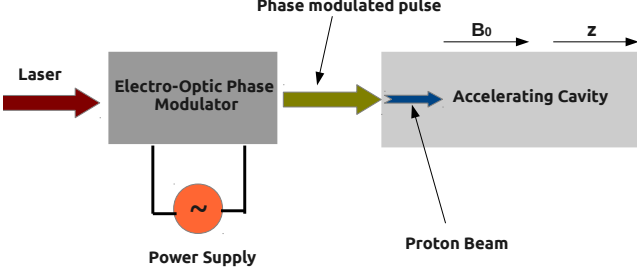 Phase modulated pulse
B0
z
Laser
Electro-Optic Phase
Modulator
Accelerating Cavity
~
Power Supply
Proton Beam